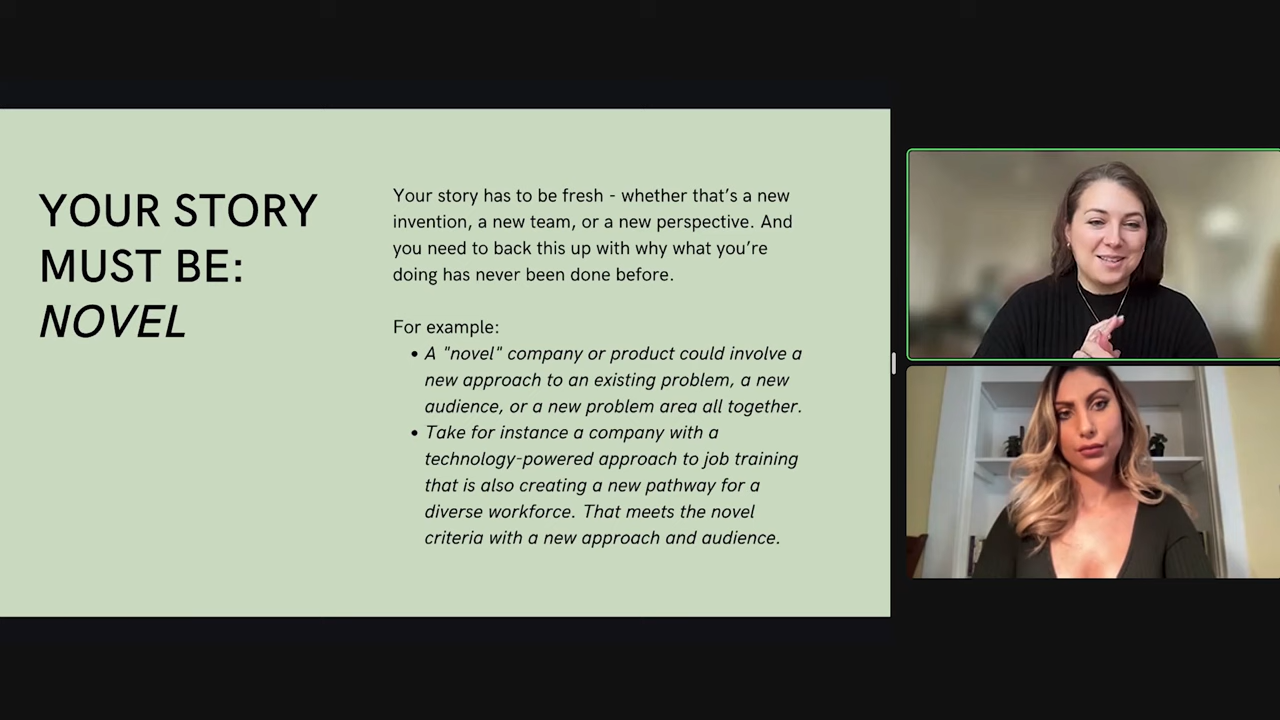 YOUR STORY
MUST BE:
NOVEL
Your story has to be fresh - whether that's a new
invention, a new team, or a new perspective. And
you need to back this up with why what you're
doing has never been done before.
For example:
• A "novel" company or product could involve a
new approach to an existing problem, a new
audience, or a new problem area all together.
• Take for instance a company with a
technology-powered approach to job training
that is also creating a new pathway for a
diverse workforce. That meets the novel
criteria with a new approach and audience.